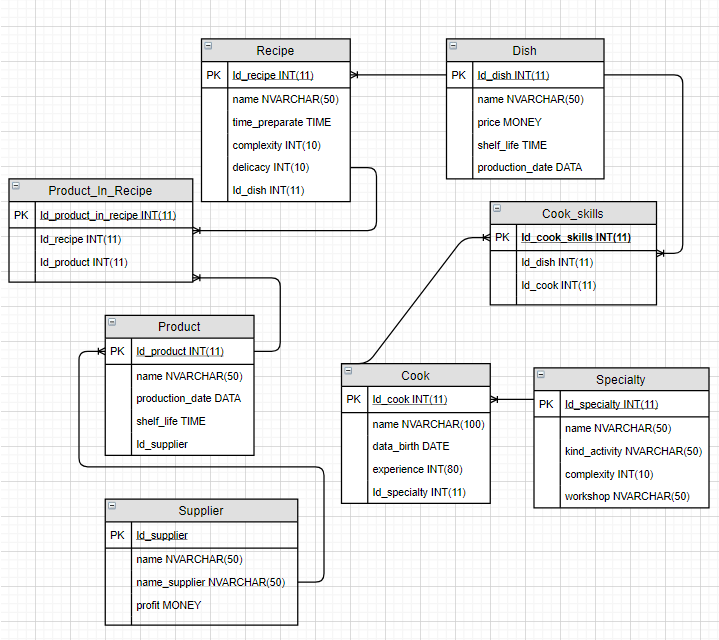 Recipe
PK Id_recipe INT(11)
name NVARCHAR(50)
time_preparate TIME
complexity INT(10)
delicacy INT(10)
Id_dish INT(11)
Dish
PK Id_dish INT(11)
name NVARCHAR(50)
price MONEY
shelf_life TIME
production_date DATA
Product_In_Recipe
PK Id_product_in_recipe INT(11)
Id_recipe INT(11)
Id_product INT(11)
Cook_skills
PK Id_cook_skills INT(11)
Id_dish INT(11)
Id_cook INT(11)
Product
PK Id_product INT(11)
name NVARCHAR(50)
production_date DATA
shelf_life TIME
Id_supplier
Cook
PK Id_cook INT(11)
name NVARCHAR(100)
data_birth DATE
experience INT(80)
Id_specialty INT(11)
Specialty
PK Id_specialty INT(11)
name NVARCHAR(50)
kind_activity NVARCHAR(50)
complexity INT(10)
workshop NVARCHAR(50)
Supplier
PK Id_supplier
name NVARCHAR(50)
name_supplier NVARCHAR(50)
profit MONEY